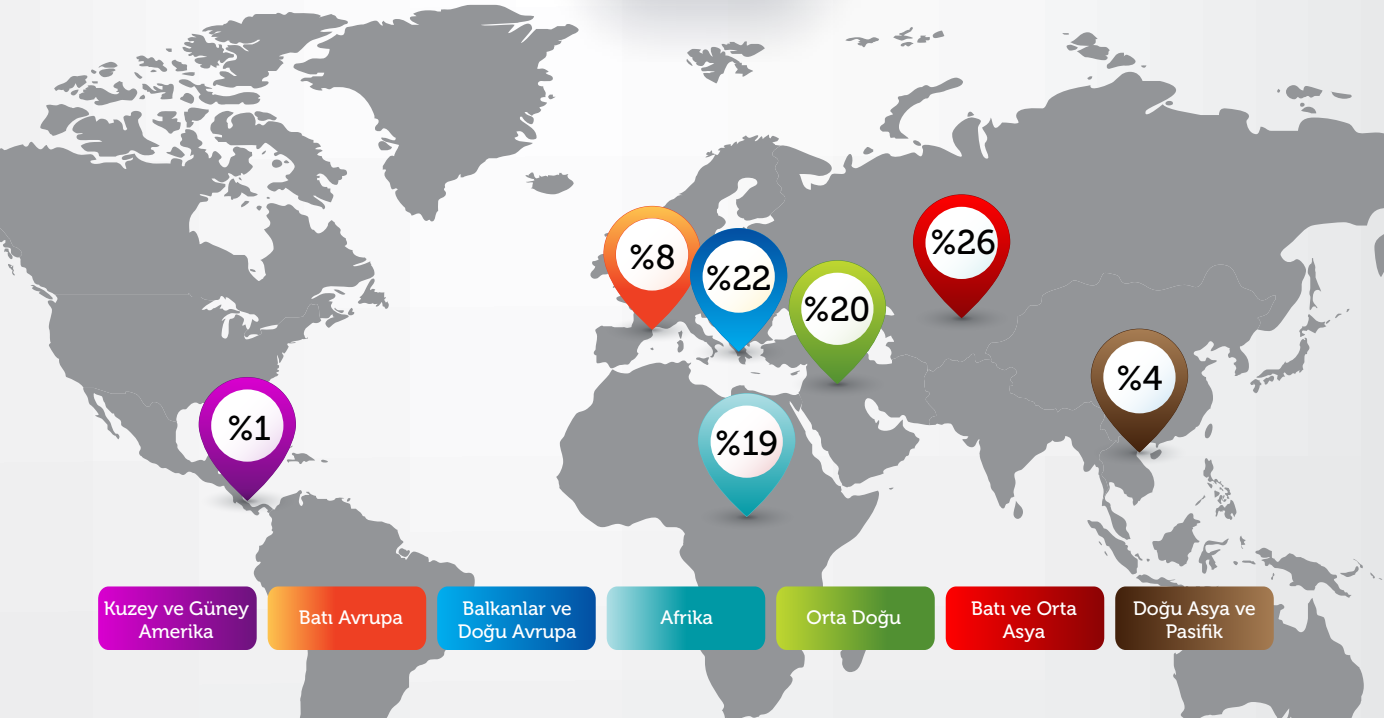 %8
%22
%20
%26
%4
%1
%19
Kuzey ve Güney
Amerika
Batı Avrupa
Balkanlar ve
Doğu Avrupa
Afrika
Orta Doğu
Batı ve Orta
Asya
Doğu Asya ve
Pasifik